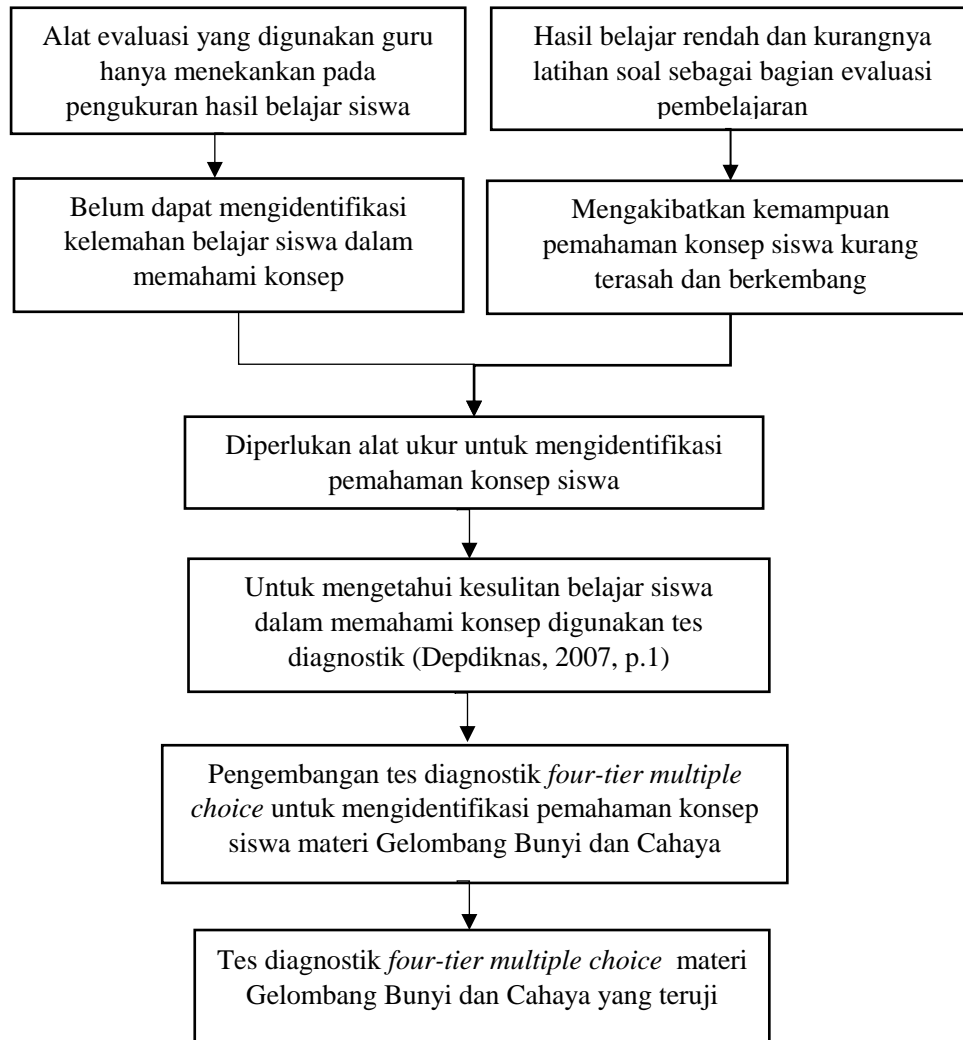 Alat evaluasi yang digunakan guru
hanya menekankan pada
pengukuran hasil belajar siswa
Hasil belajar rendah dan kurangnya
latihan soal sebagai bagian evaluasi
pembelajaran
Belum dapat mengidentifikasi
kelemahan belajar siswa dalam
memahami konsep
Mengakibatkan kemampuan
pemahaman konsep siswa kurang
terasah dan berkembang
Diperlukan alat ukur untuk mengidentifikasi
pemahaman konsep siswa
Untuk mengetahui kesulitan belajar siswa
dalam memahami konsep digunakan tes
diagnostik (Depdiknas, 2007, p.1)
Pengembangan tes diagnostik four-tier multiple
choice untuk mengidentifikasi pemahaman konsep
siswa materi Gelombang Bunyi dan Cahaya
Tes diagnostik four-tier multiple choice materi
Gelombang Bunyi dan Cahaya yang teruji